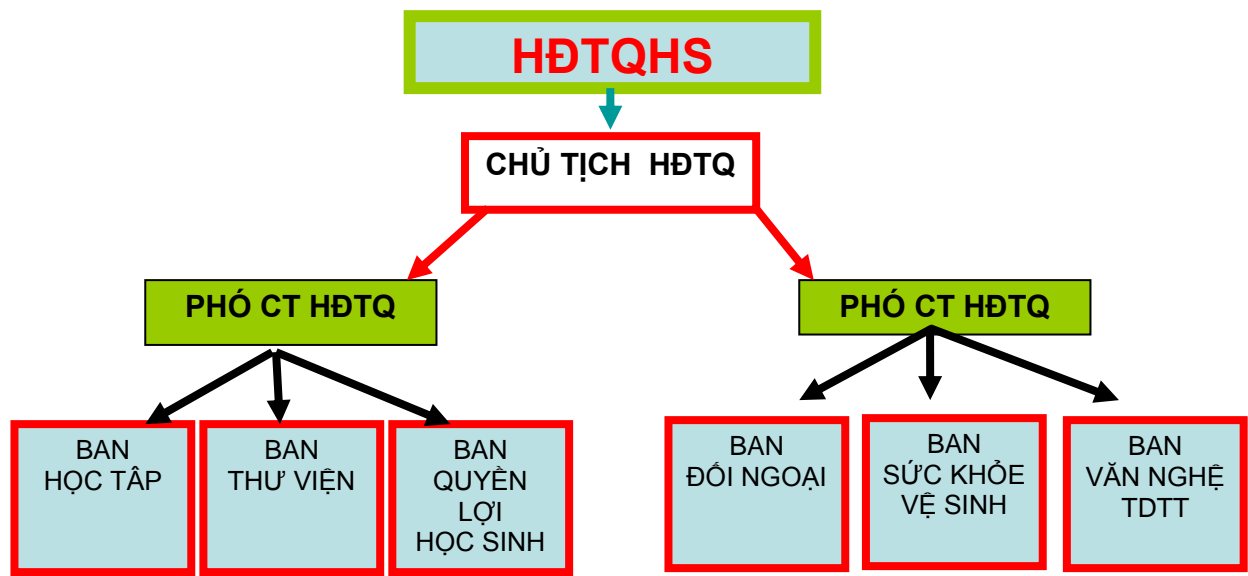 HĐTQHS
CHỦ TỊCH HĐTQ
PHÓ CT HĐTQ
PHÓ CT HĐTQ
BAN
HỌC TÂP
BAN
THƯ VIỆN
BAN
QUYỀN
LỢI
HỌC SINH
BAN
ĐỐI NGOẠI
BAN
SỨC KHỎE
VỆ SINH
BAN
VĂN NGHỆ
TDTT